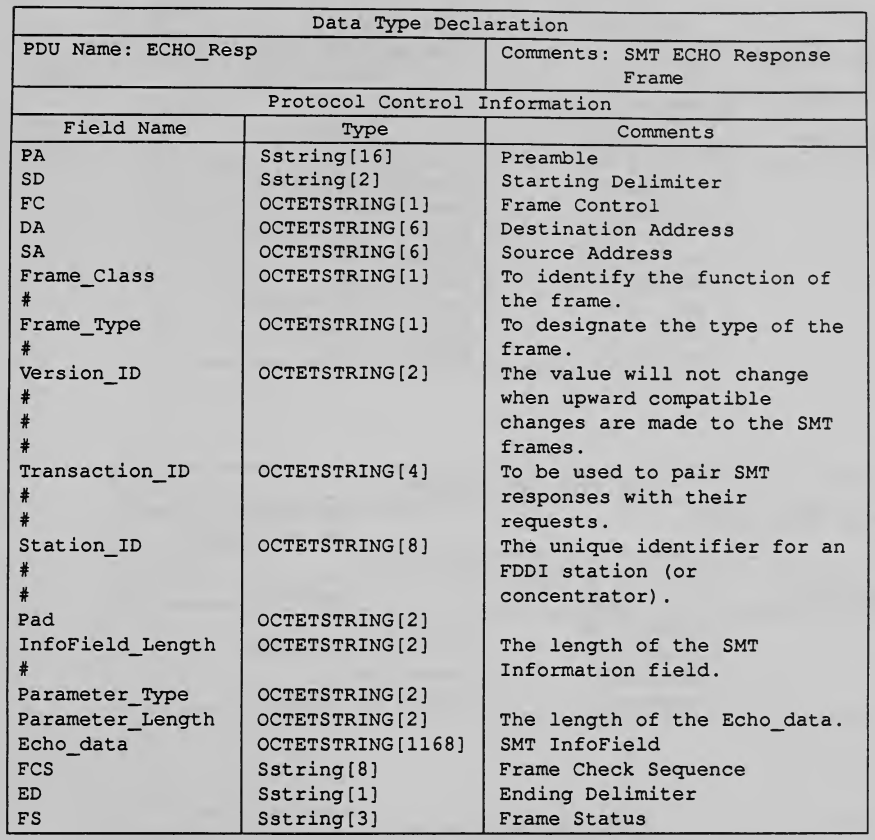 Data Type Declaration
PDU Name: ECHO_Resp Comments: SMT ECHO Response
Frame
Protocol Control Information
Field Name Type Comments
PA Sstring[16] Preamble
SD Sstring[2] Starting Delimiter
FC OCTETSTRING[1] Frame Control
DA OCTETSTRING[6] Destination Address
SA OCTETSTRING[6] Source Address
Frame_Class OCTETSTRING[1] To identify the function of
# the frame.
Frame_Type OCTETSTRING[1] To designate the type of the
# frame.
Version_ID OCTETSTRING[2] The value will not change
# when upward compatible
# changes are made to the SMT
# frames.
Transaction_ID OCTETSTRING[4] To be used to pair SMT
# responses with their
# requests.
Station_ID OCTETSTRING[8] The unique identifier for an
# FDDI station (or
# concentrator).
Pad OCTETSTRING[2]
InfoField_Length OCTETSTRING[2] The length of the SMT
# Information field.
Parameter_Type OCTETSTRING[2]
Parameter_Length OCTETSTRING[2] The length of the Echo_data.
Echo_data OCTETSTRING[1168] SMT InfoField
FCS Sstring[8] Frame Check Sequence
ED Sstring[1] Ending Delimiter
FS Sstring[3] Frame Status